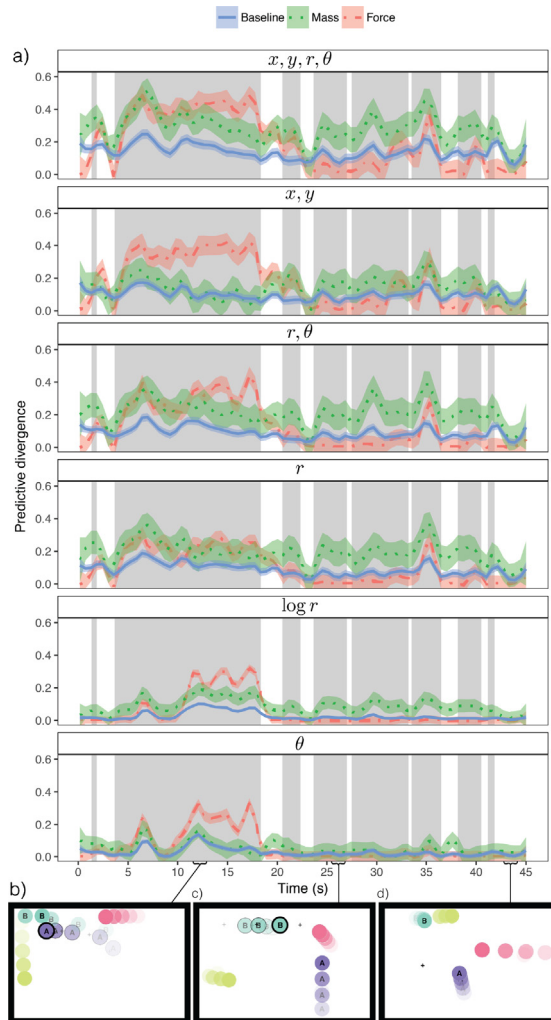 Baseline Mass Force
a)
x, y, r, θ
0.6
0.4
0.2
0.0
x, y
0.6
0.4
0.2
0.0
r, θ
0.6
0.4
0.2
0.0
Predictive divergence
r
0.6
0.4
0.2
0.0
log r
0.6
0.4
0.2
0.0
θ
0.6
0.4
0.2
0.0
0 5 10 15 20 25 30 35 40 45
Time (s)
b) c) d)
B B B B
A A A A
B B B
A A A A
B
A A